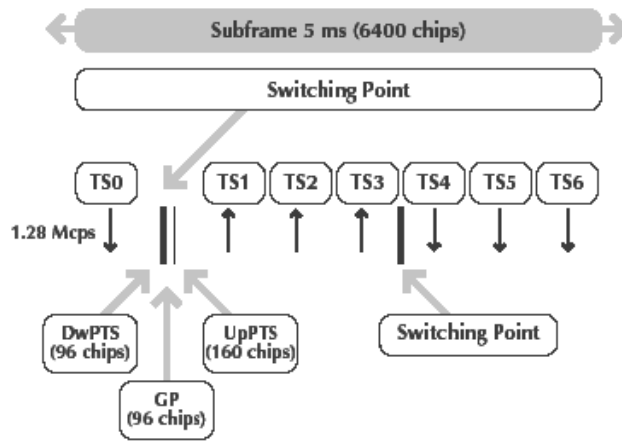 Subframe 5 ms (6400 chips)
Switching Point
TS0
TS1
TS2
TS3
TS4
TS5
TS6
1.28 Mcps
DwPTS
(96 chips)
UpPTS
(160 chips)
Switching Point
GP
(96 chips)